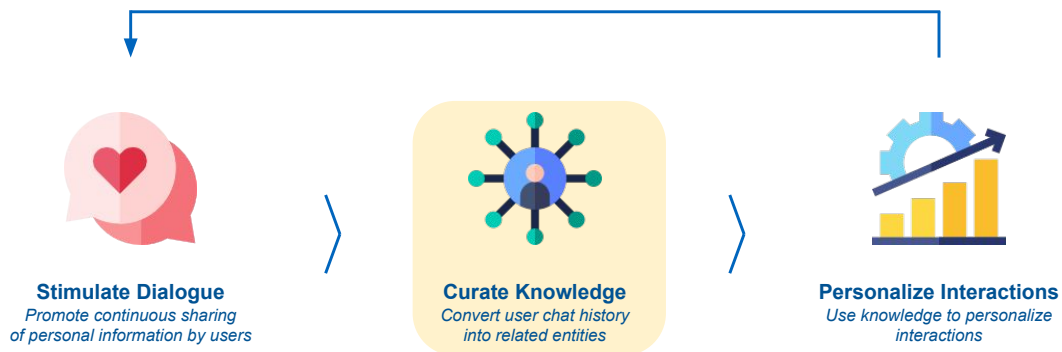 Stimulate Dialogue
Promote continuous sharing
of personal information by users
Curate Knowledge
Convert user chat history
into related entities
Personalize Interactions
Use knowledge to personalize
interactions